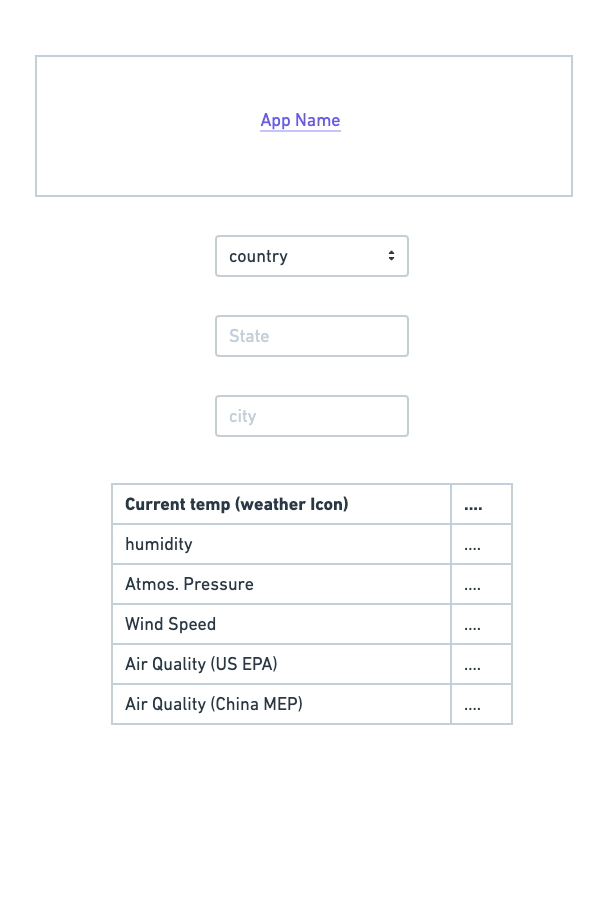 App Name
country
State
city
Current temp (weather Icon) ....
humidity ....
Atmos. Pressure ....
Wind Speed ....
Air Quality (US EPA) ....
Air Quality (China MEP) ....